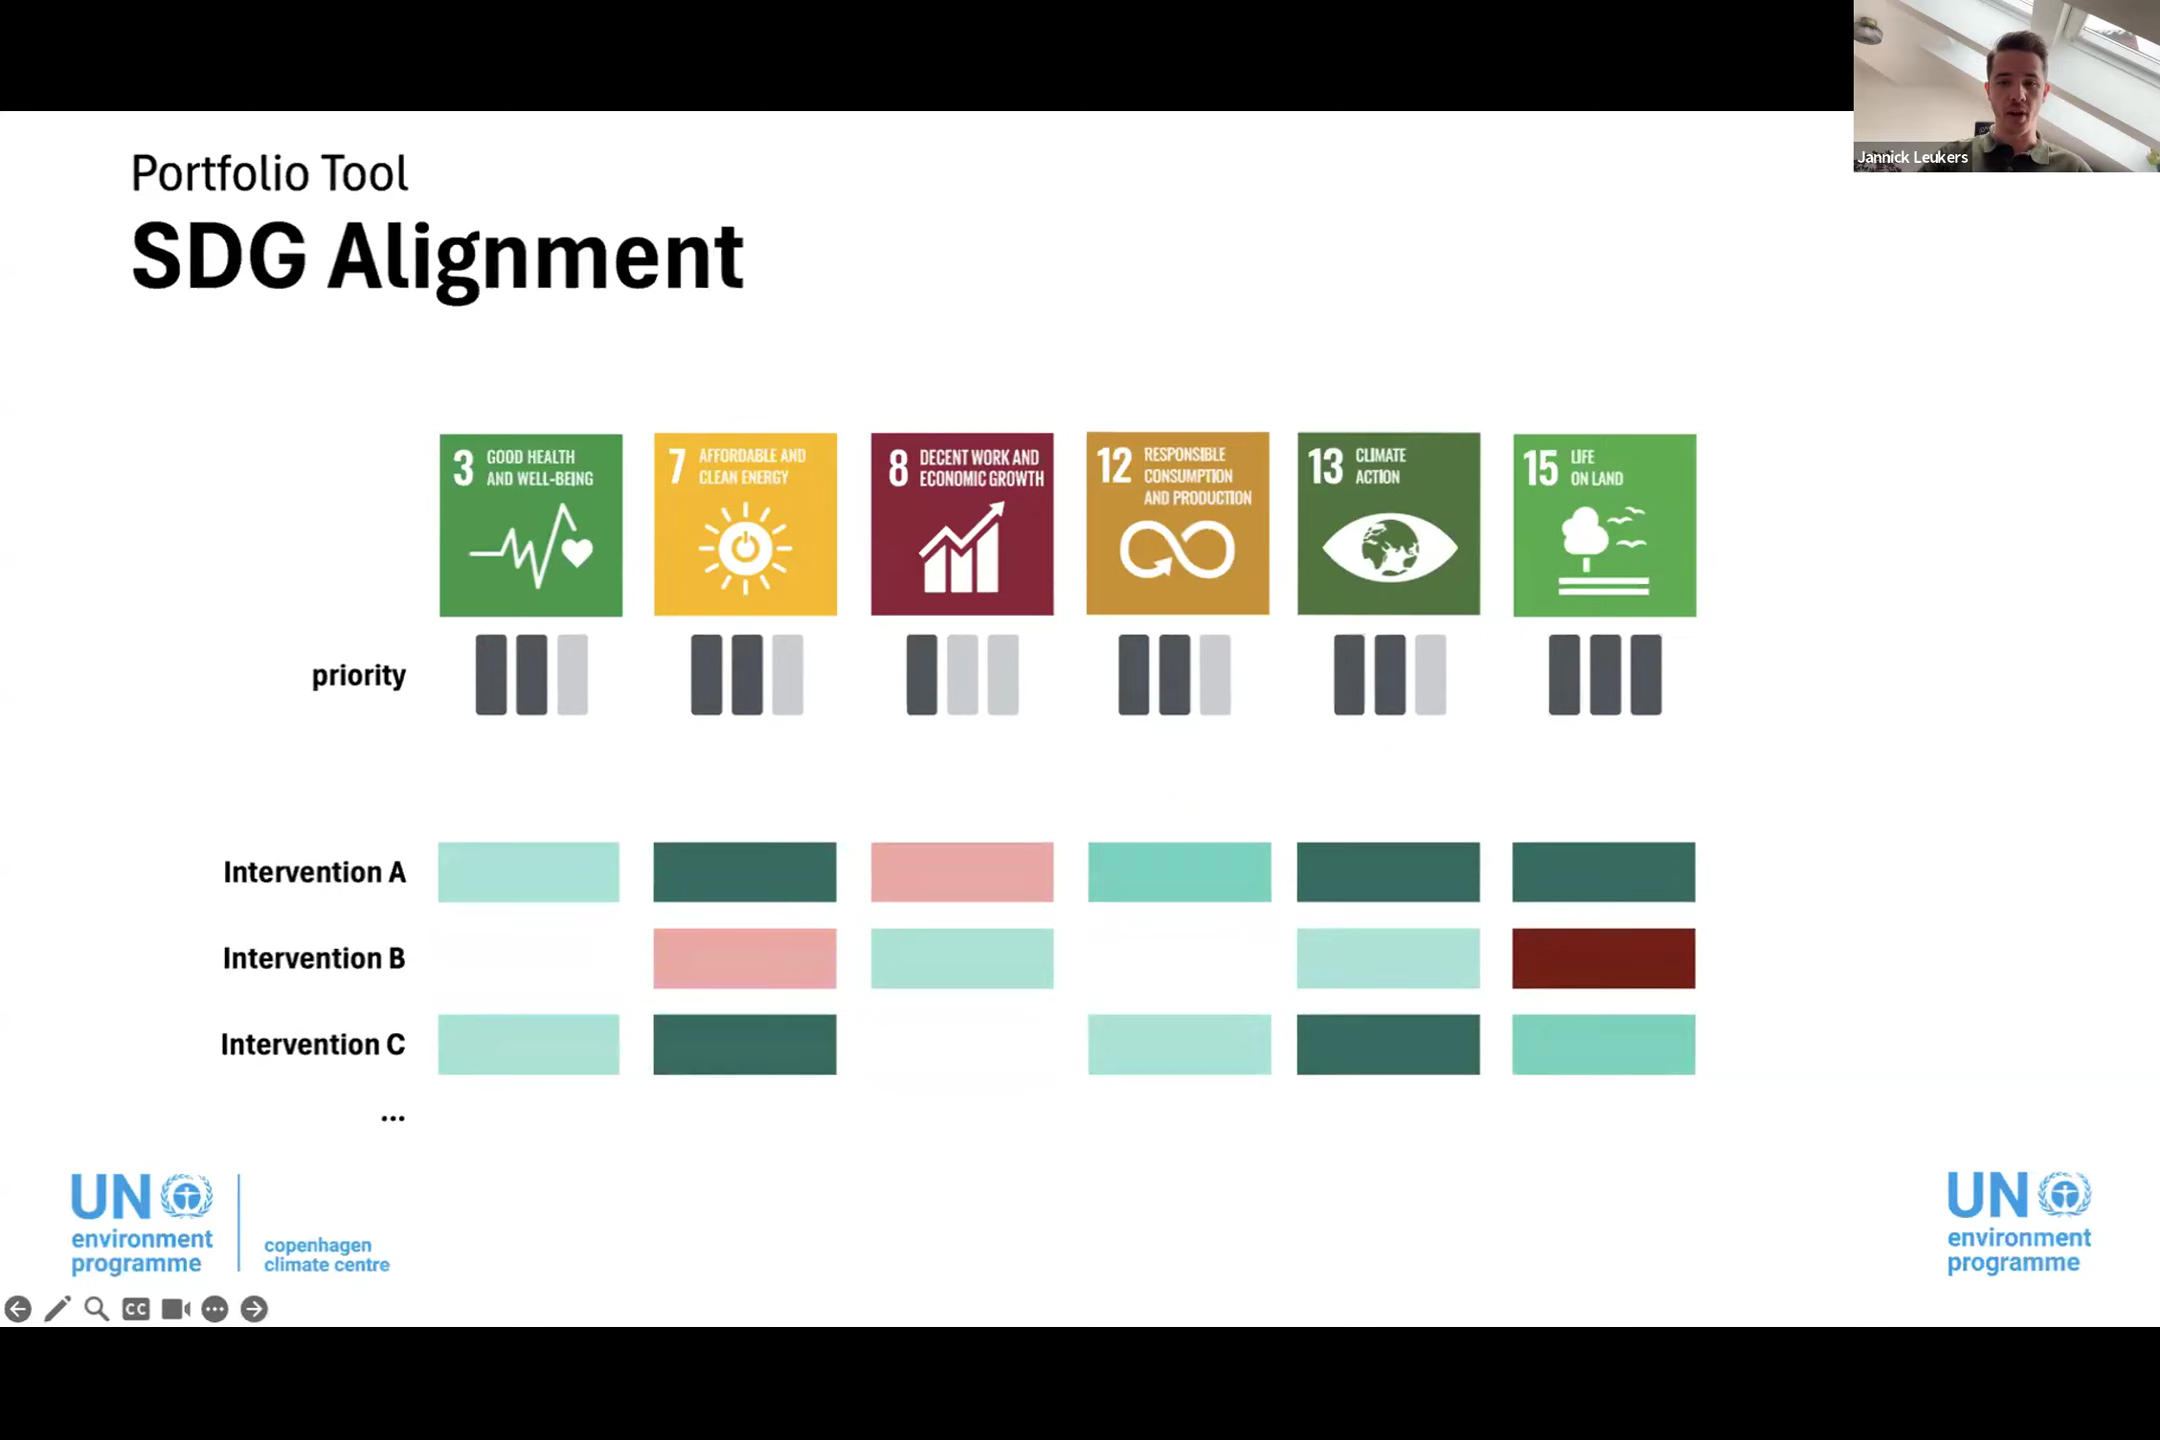 Jannick Leukers
Portfolio Tool
SDG Alignment
3 GOOD HEALTH
AND WELL-BEING
7 AFFORDABLE AND
CLEAN ENERGY
8 DECENT WORK AND
ECONOMIC GROWTH
12 RESPONSIBLE
CONSUMPTION
AND PRODUCTION
13 CLIMATE
ACTION
15 LIFE
ON LAND
priority
Intervention A
Intervention B
Intervention C
...
UN
environment
programme
copenhagen
climate centre
UN
environment
programme
CC